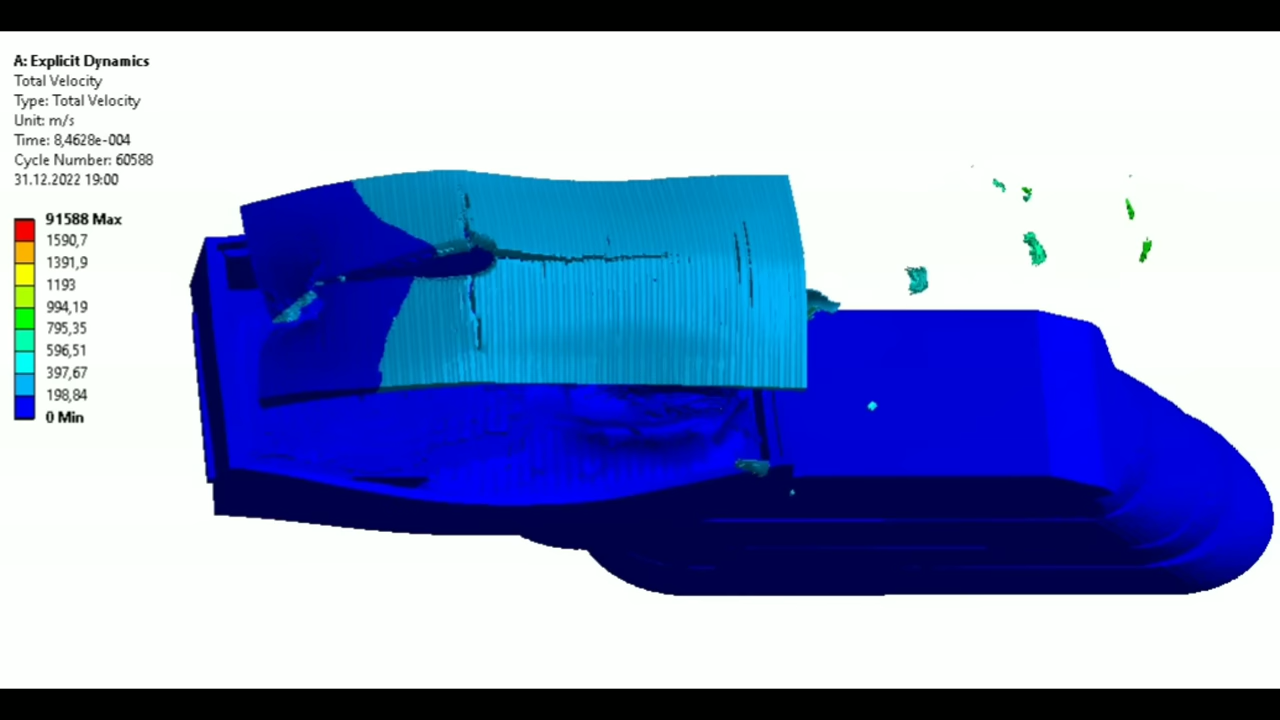 A: Explicit Dynamics
Total Velocity
Type: Total Velocity
Unit: m/s
Time: 8,4628e-004
Cycle Number: 60588
31.12.2022 19:00
91588 Max
1590,7
1391,9
1193
994,19
795,35
596,51
397,67
198,84
0 Min